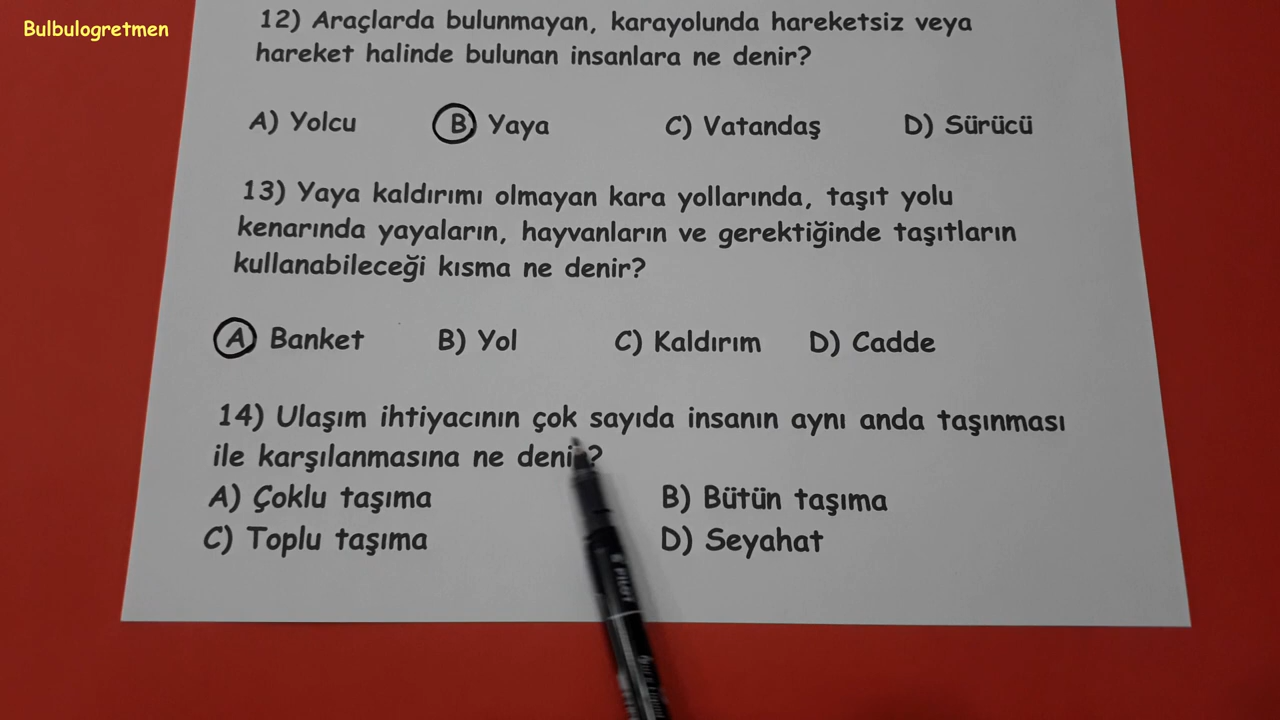 Bulbulogretmen
12) Araçlarda bulunmayan, karayolunda hareketsiz veya
hareket halinde bulunan insanlara ne denir?
A) Yolcu B) Yaya C) Vatandaş D) Sürücü
13) Yaya kaldırımı olmayan kara yollarında, taşıt yolu
kenarında yayaların, hayvanların ve gerektiğinde taşıtların
kullanabileceği kısma ne denir?
A) Banket B) Yol C) Kaldırım D) Cadde
14) Ulaşım ihtiyacının çok sayıda insanın aynı anda taşınması
ile karşılanmasına ne denir?
A) Çoklu taşıma B) Bütün taşıma
C) Toplu taşıma D) Seyahat
PILOT